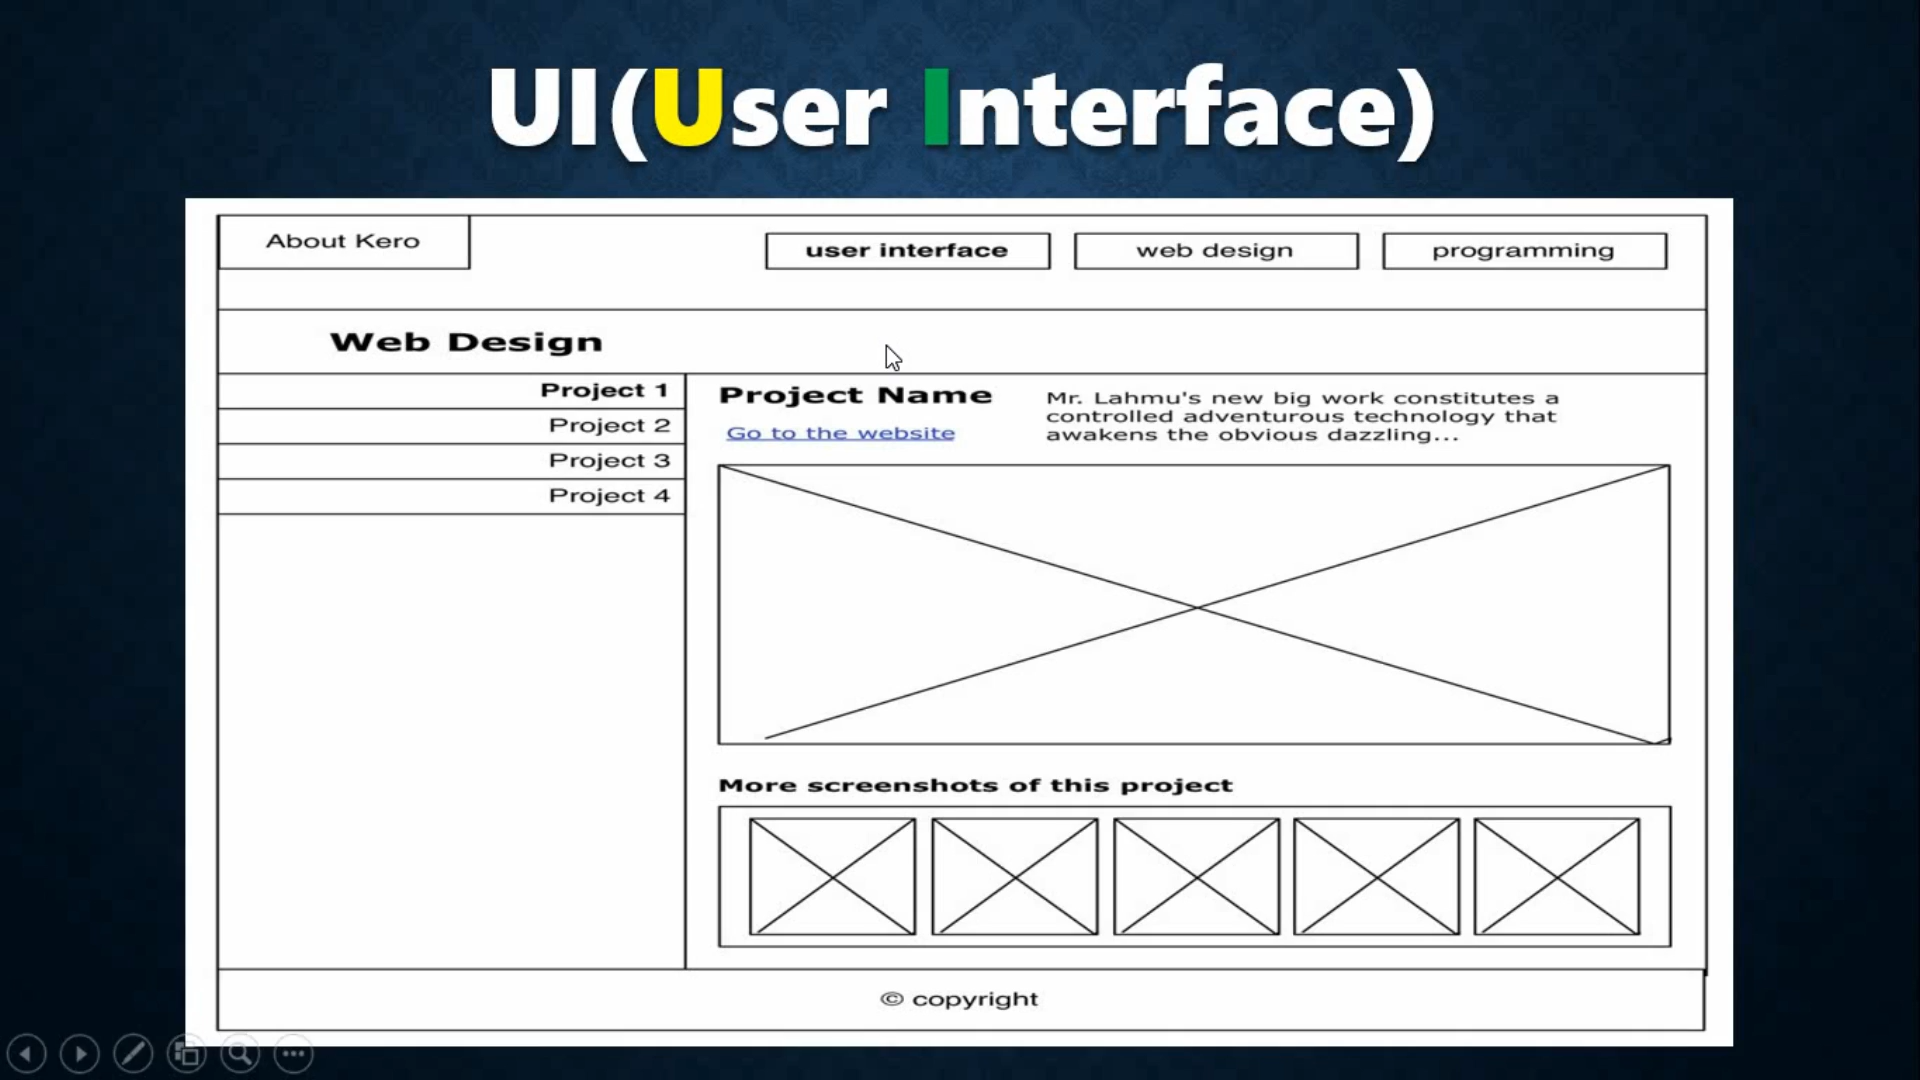 UI(User Interface)
About Kero
user interface
web design
programming
Web Design
Project 1
Project 2
Project 3
Project 4
Project Name
Go to the website
Mr. Lahmu's new big work constitutes a
controlled adventurous technology that
awakens the obvious dazzling...
More screenshots of this project
© copyright